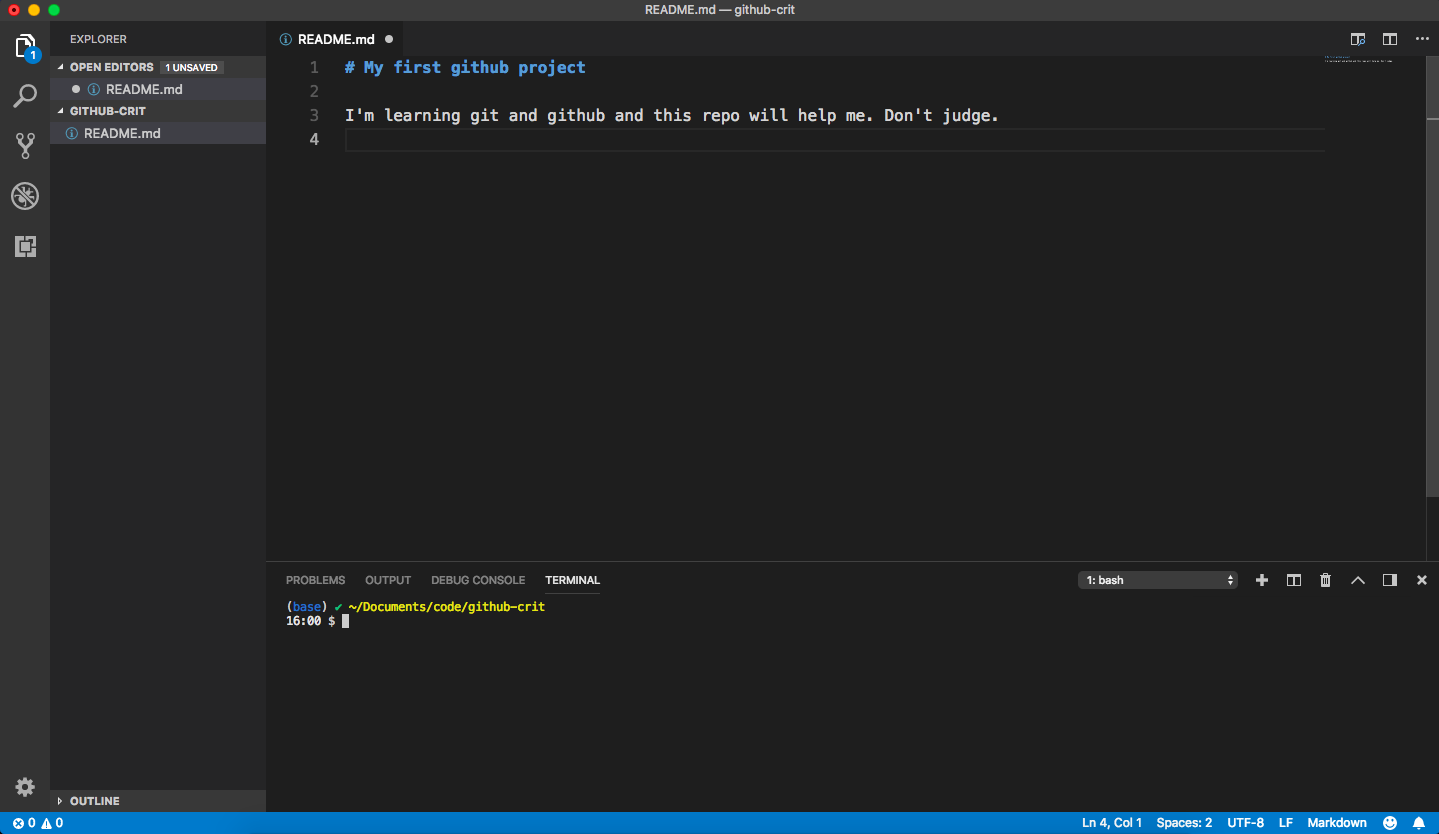 README.md — github-crit
1
EXPLORER
OPEN EDITORS 1 UNSAVED
README.md
GITHUB-CRIT
README.md
OUTLINE
README.md
1 # My first github project
2
3 I'm learning git and github and this repo will help me. Don't judge.
4
PROBLEMS OUTPUT DEBUG CONSOLE TERMINAL
1: bash
(base) ✔ ~/Documents/code/github-crit
16:00 $
0 0
Ln 4, Col 1 Spaces: 2 UTF-8 LF Markdown